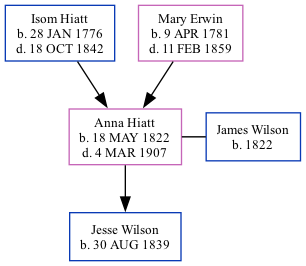 Isom Hiatt
b. 28 JAN 1776
d. 18 OCT 1842
Mary Erwin
b. 9 APR 1781
d. 11 FEB 1859
Anna Hiatt
b. 18 MAY 1822
d. 4 MAR 1907
James Wilson
b. 1822
Jesse Wilson
b. 30 AUG 1839